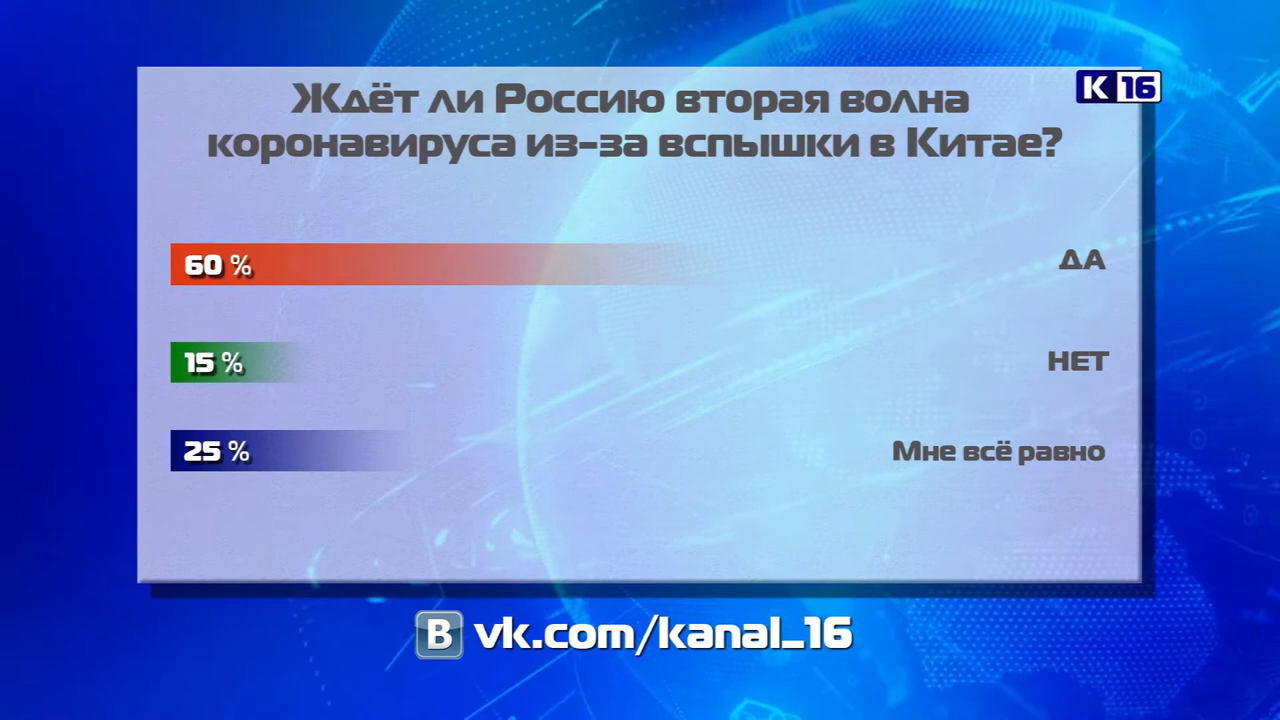 Ждёт ли Россию вторая волна
К 16
коронавируса из-за вспышки в Китае?
60 % ДА
15 % НЕТ
25 % Мне всё равно
В vk.com/kanal_16